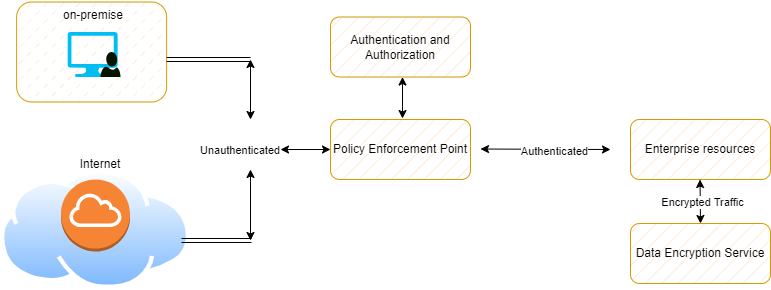 on-premise
Authentication and
Authorization
Internet
Unauthenticated
Policy Enforcement Point
Authenticated
Enterprise resources
Encrypted Traffic
Data Encryption Service